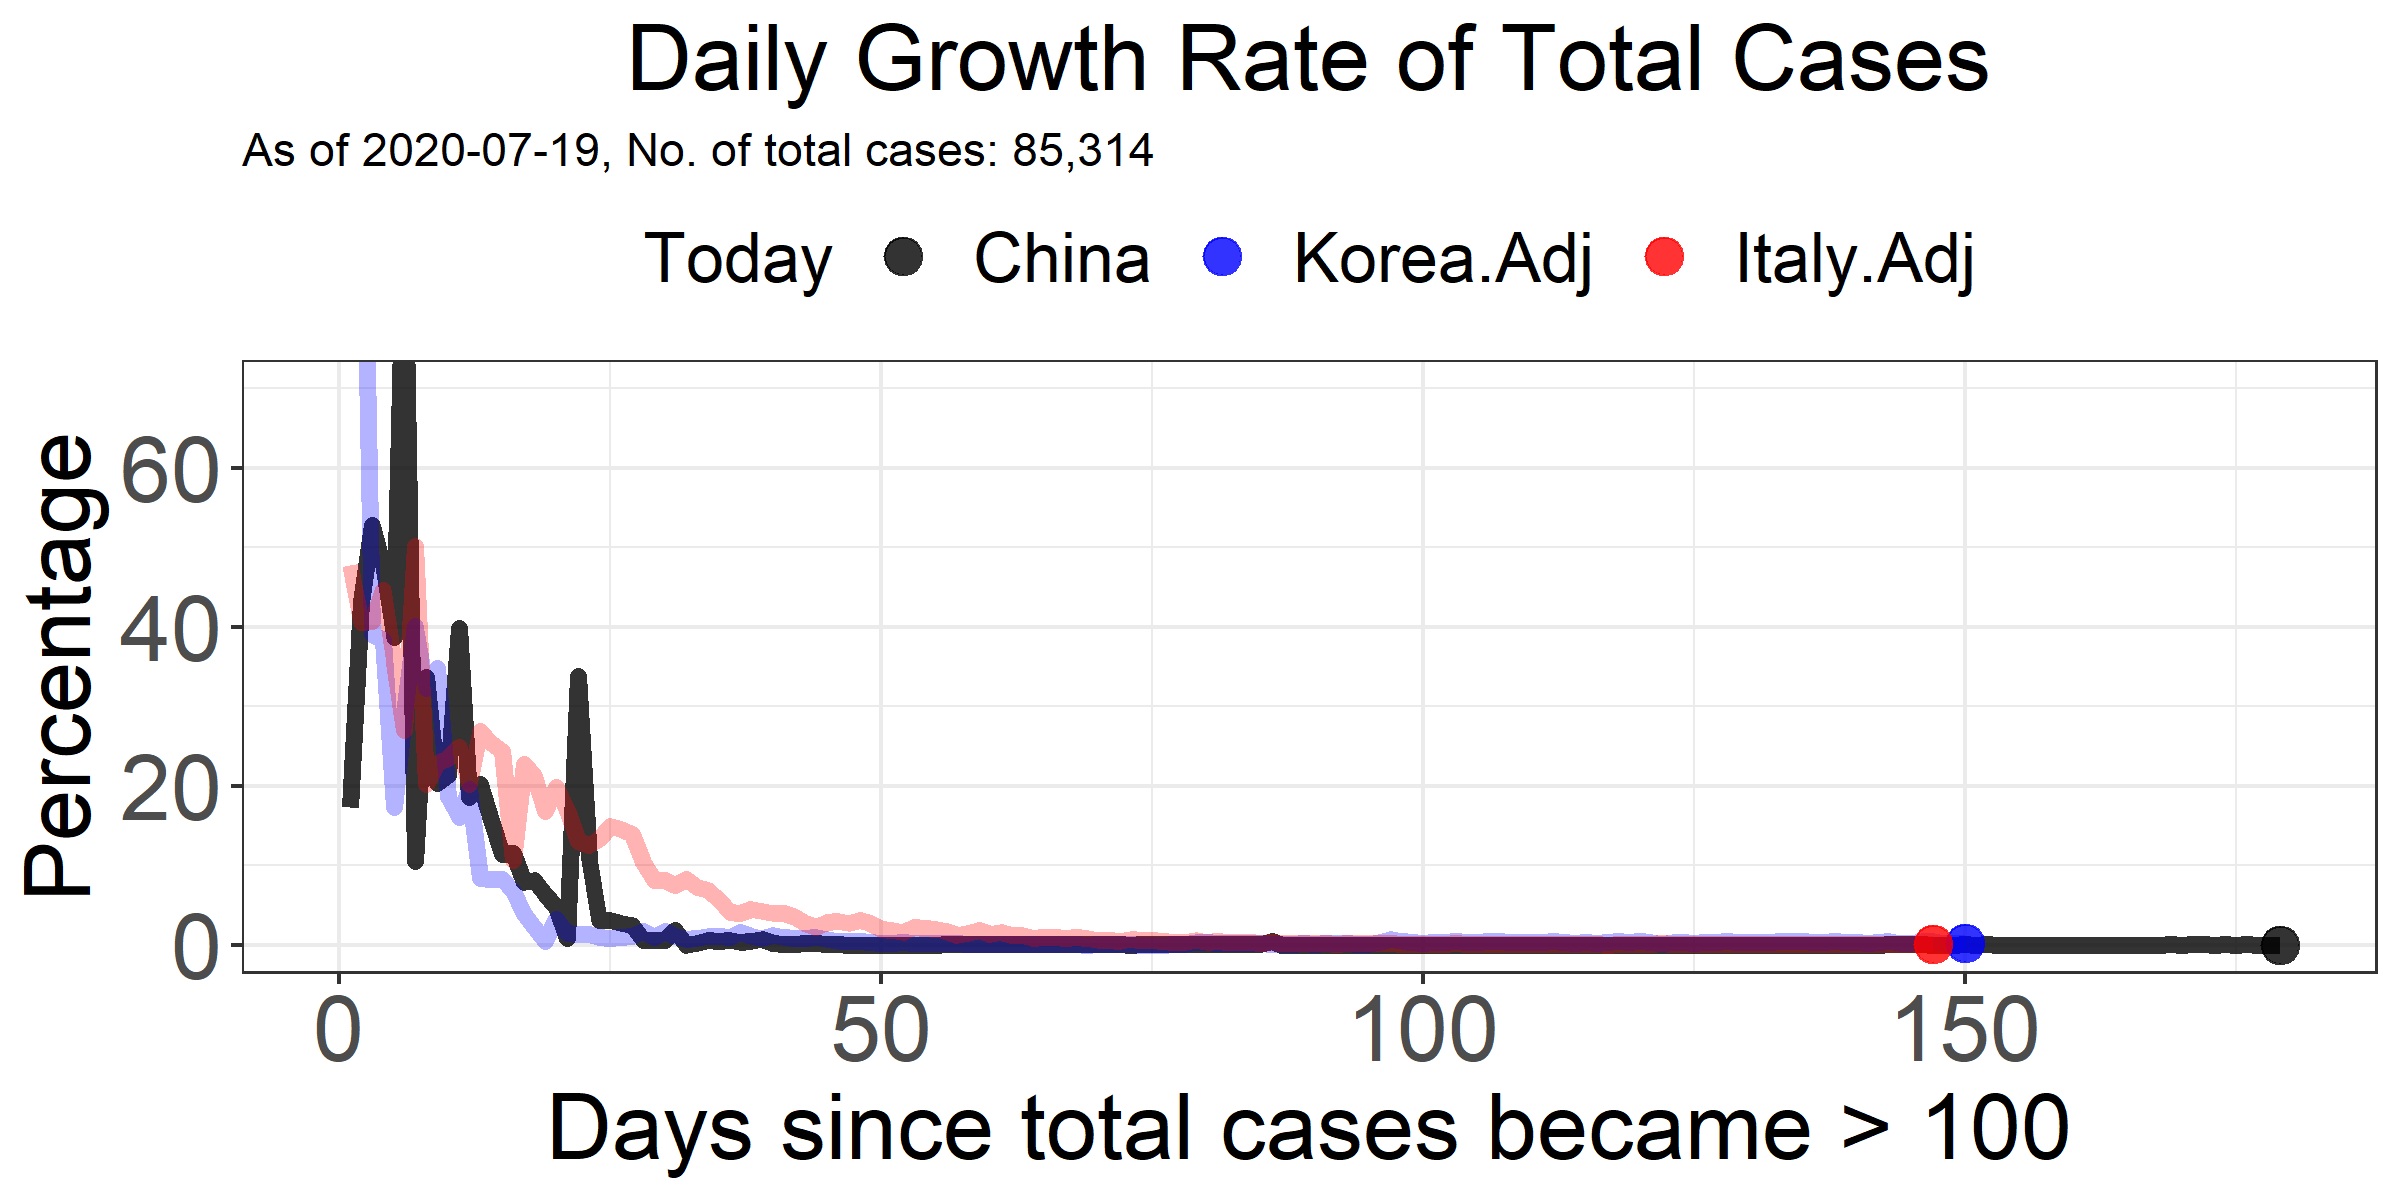 Daily Growth Rate of Total Cases
As of 2020-07-19, No. of total cases: 85,314
Today China Korea.Adj Italy.Adj
Percentage
60
40
20
0
0 50 100 150
Days since total cases became > 100